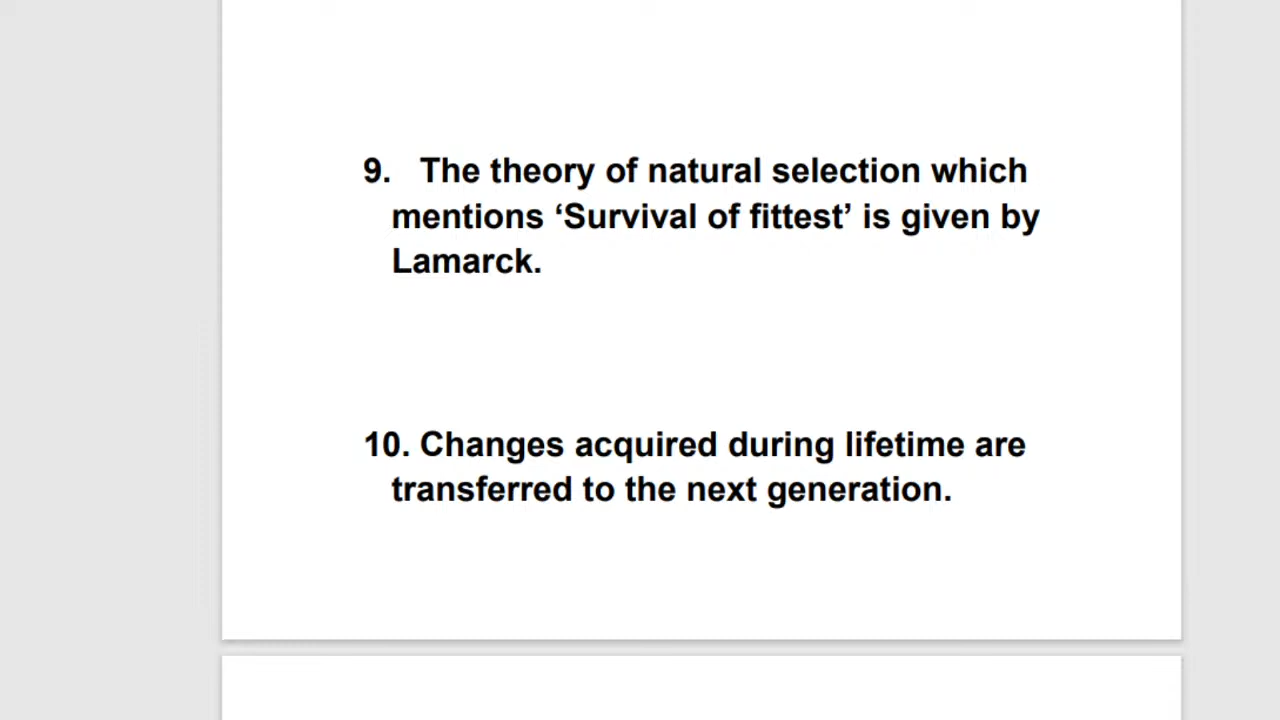 9. The theory of natural selection which
mentions ‘Survival of fittest’ is given by
Lamarck.
10. Changes acquired during lifetime are
transferred to the next generation.